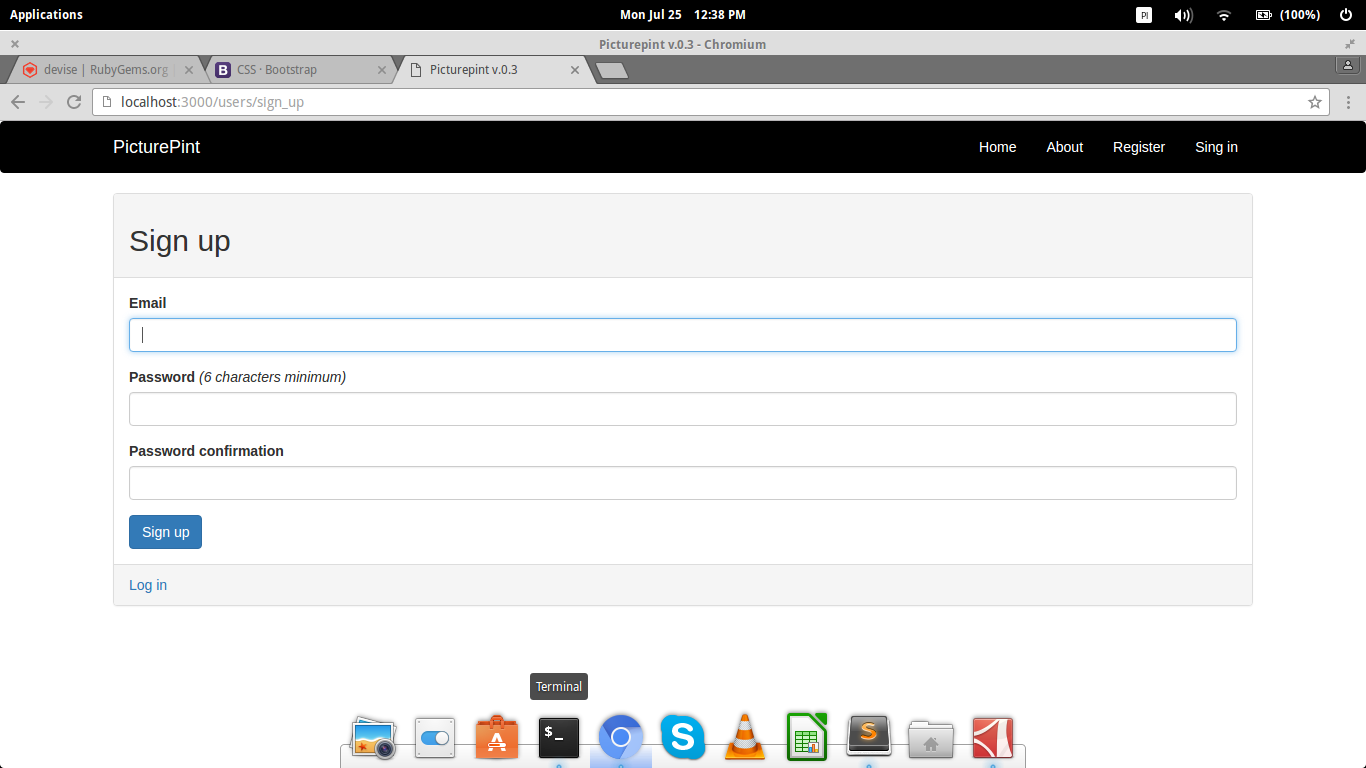 Applications
Mon Jul 25 12:38 PM
Pl
(100%)
Picturepint v.0.3 - Chromium
devise | RubyGems.org |
B CSS · Bootstrap
Picturepint v.0.3
localhost:3000/users/sign_up
PicturePint
Home
About
Register
Sing in
Sign up
Email
Password (6 characters minimum)
Password confirmation
Sign up
Log in
Terminal
$_
S
S